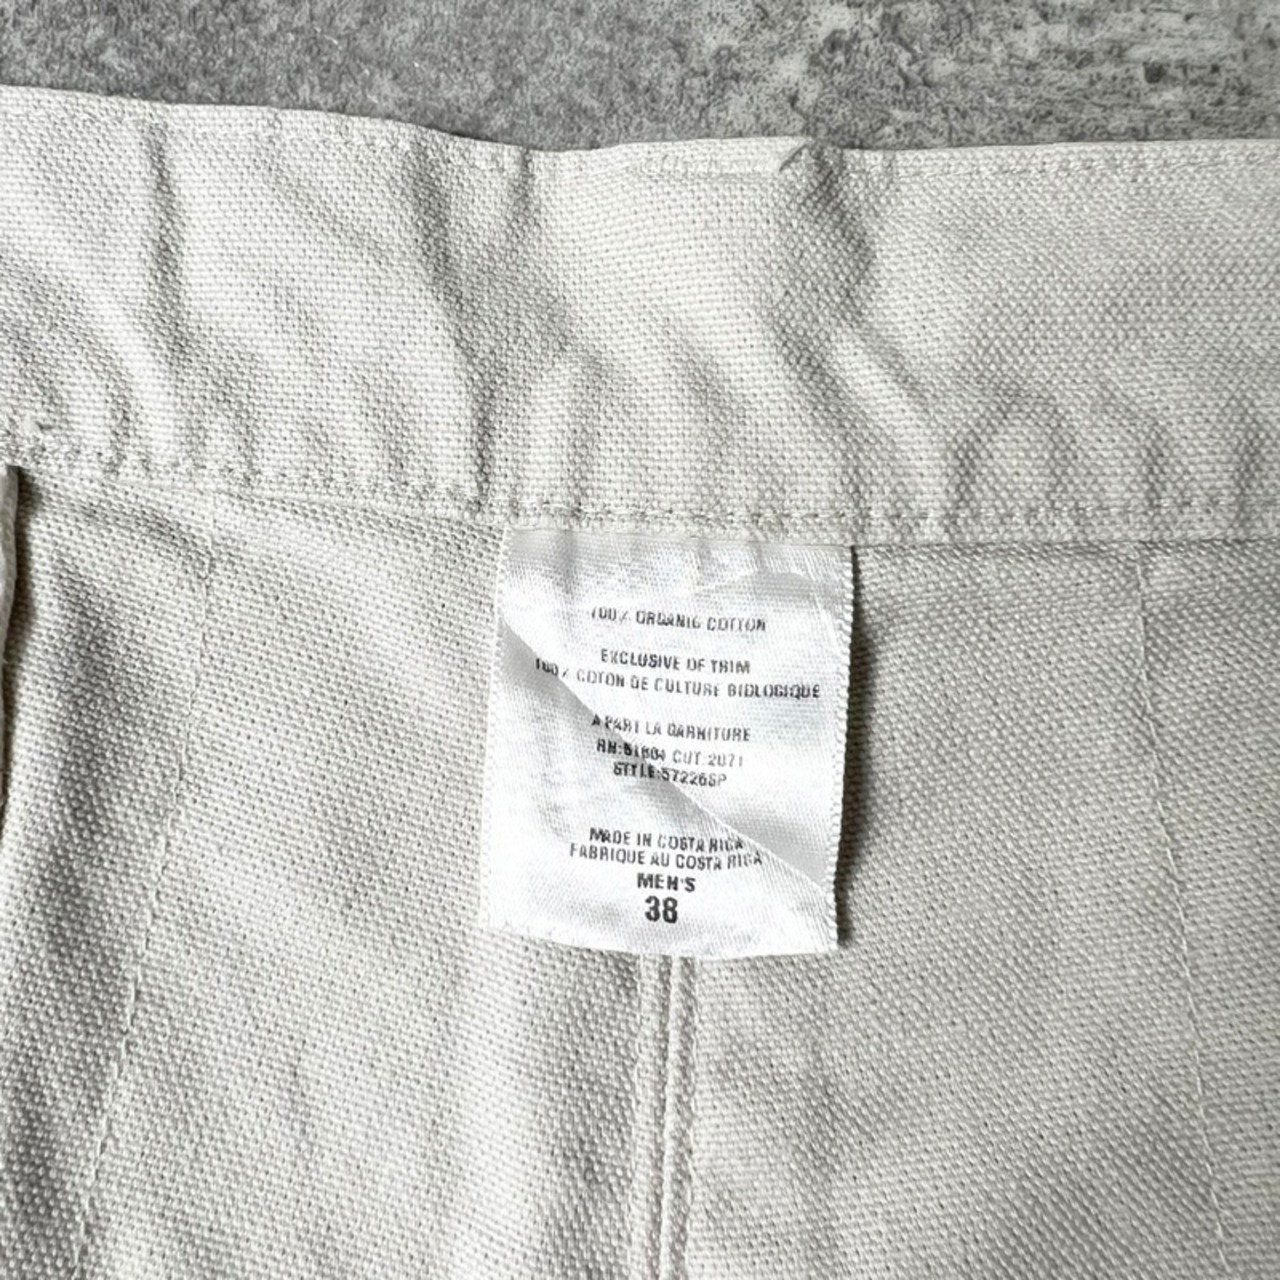 100% ORGANIC COTTON
EXCLUSIVE OF TRIM
100% COTON DE CULTURE BIOLOGIQUE
A PART LA GARNITURE
RN:51884 CUT:2071
STYLE:57226SP
MADE IN COSTA RICA
FABRIQUE AU COSTA RICA
MEN'S
38